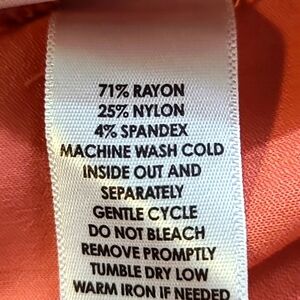 71% RAYON
25% NYLON
4% SPANDEX
MACHINE WASH COLD
INSIDE OUT AND
SEPARATELY
GENTLE CYCLE
DO NOT BLEACH
REMOVE PROMPTLY
TUMBLE DRY LOW
WARM IRON IF NEEDED